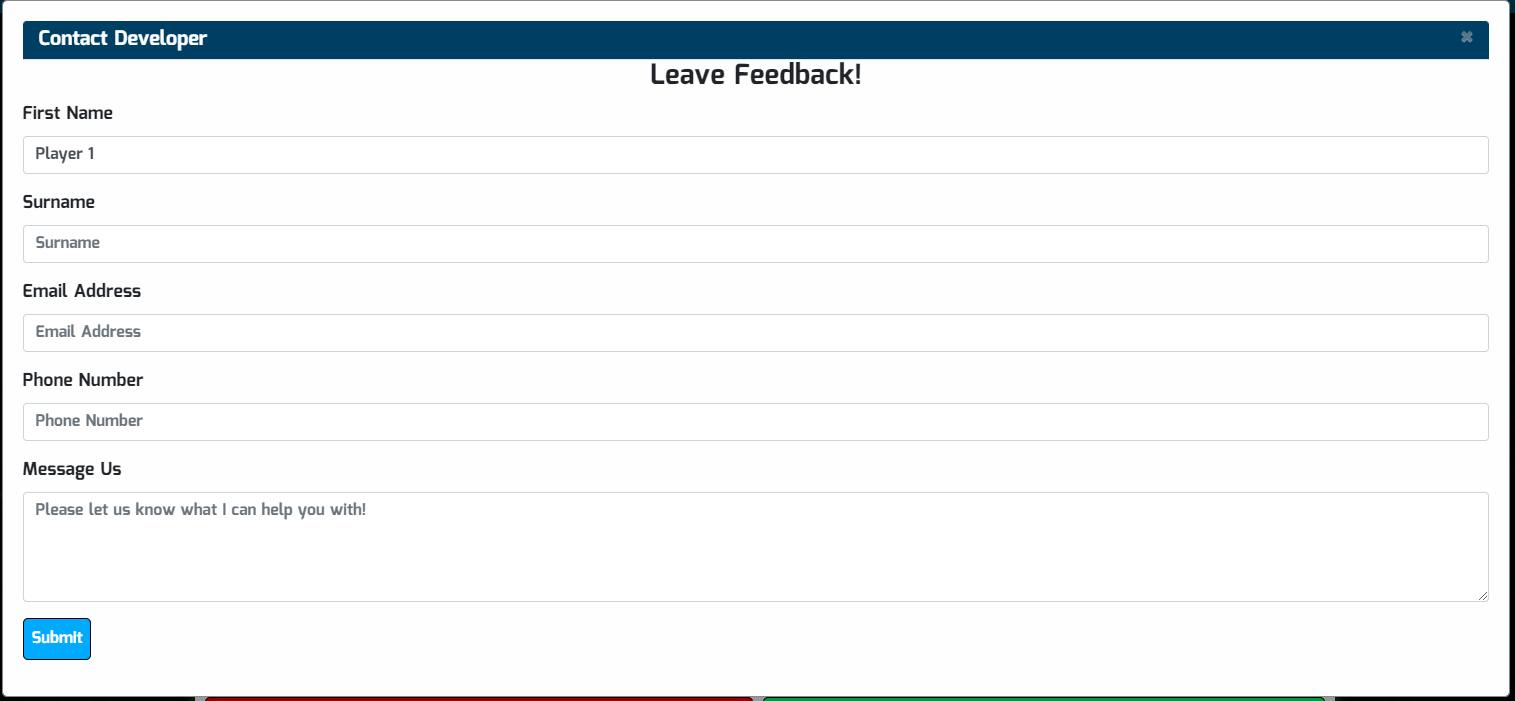 Contact Developer
✖
Leave Feedback!
First Name
Player 1
Surname
Surname
Email Address
Email Address
Phone Number
Phone Number
Message Us
Please let us know what I can help you with!
Submit